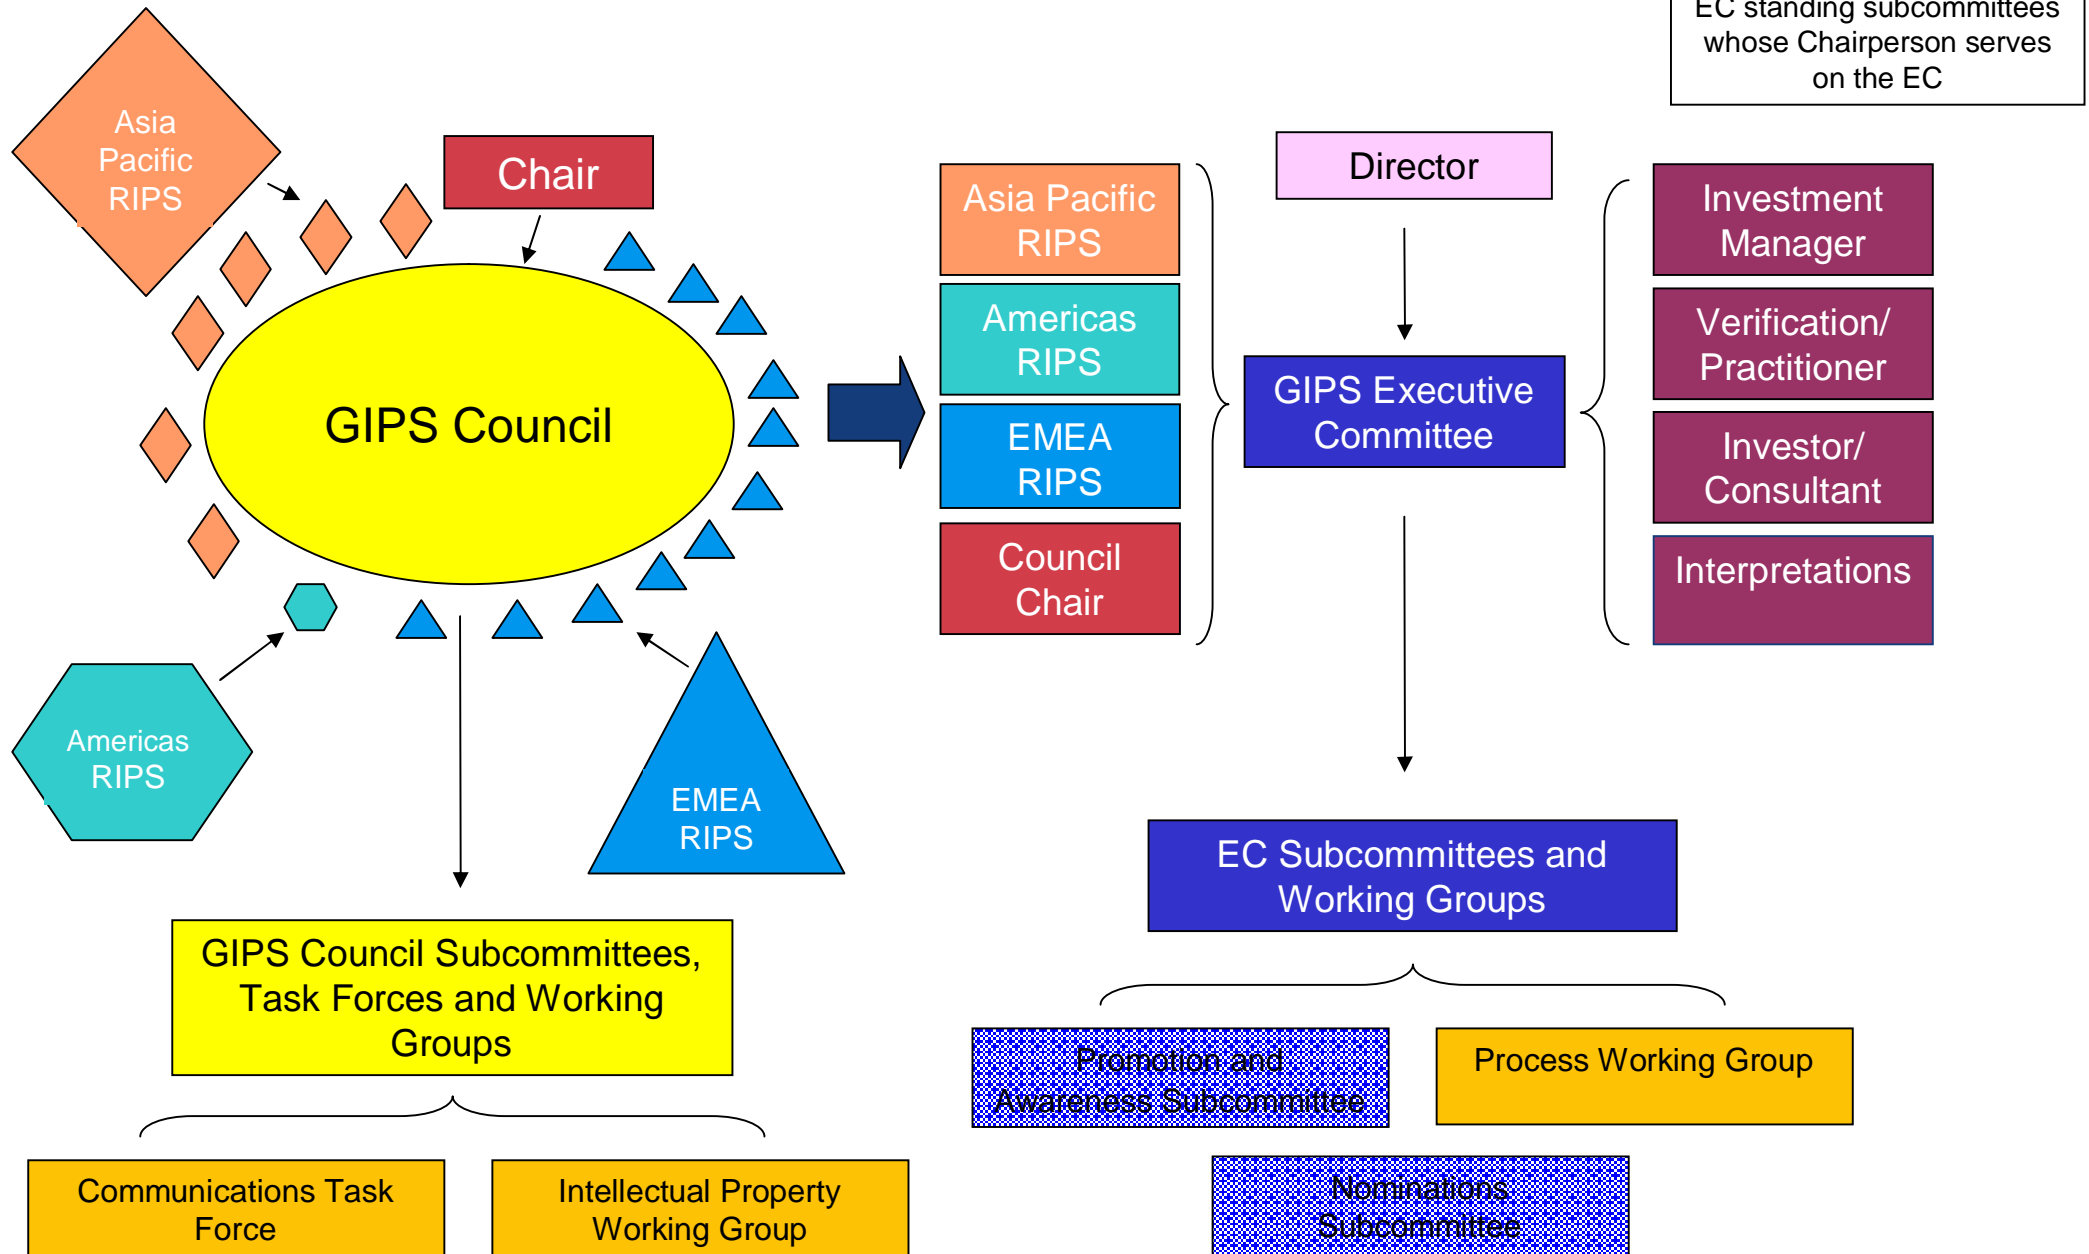 EC standing subcommittees
whose Chairperson serves
on the EC
Asia
Pacific
RIPS
Chair
GIPS Council
Americas
RIPS
EMEA
RIPS
GIPS Council Subcommittees,
Task Forces and Working
Groups
Communications Task
Force
Intellectual Property
Working Group
Asia Pacific
RIPS
Americas
RIPS
EMEA
RIPS
Council
Chair
Director
GIPS Executive
Committee
Investment
Manager
Verification/
Practitioner
Investor/
Consultant
Interpretations
EC Subcommittees and
Working Groups
Promotion and
Awareness Subcommittee
Process Working Group
Nominations
Subcommittee